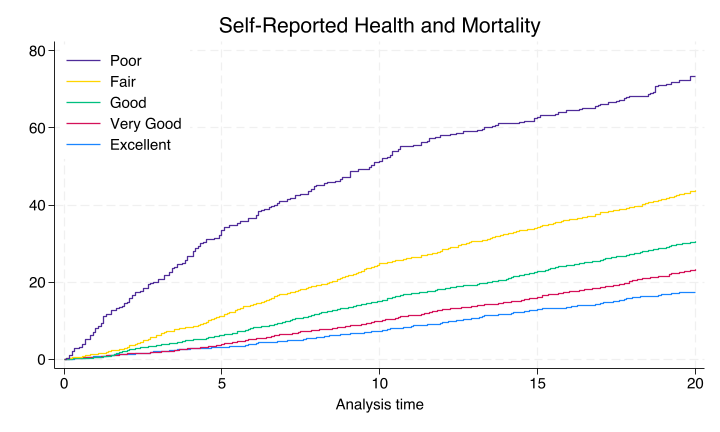 Self-Reported Health and Mortality
80
60
40
20
0
Poor
Fair
Good
Very Good
Excellent
0 5 10 15 20
Analysis time